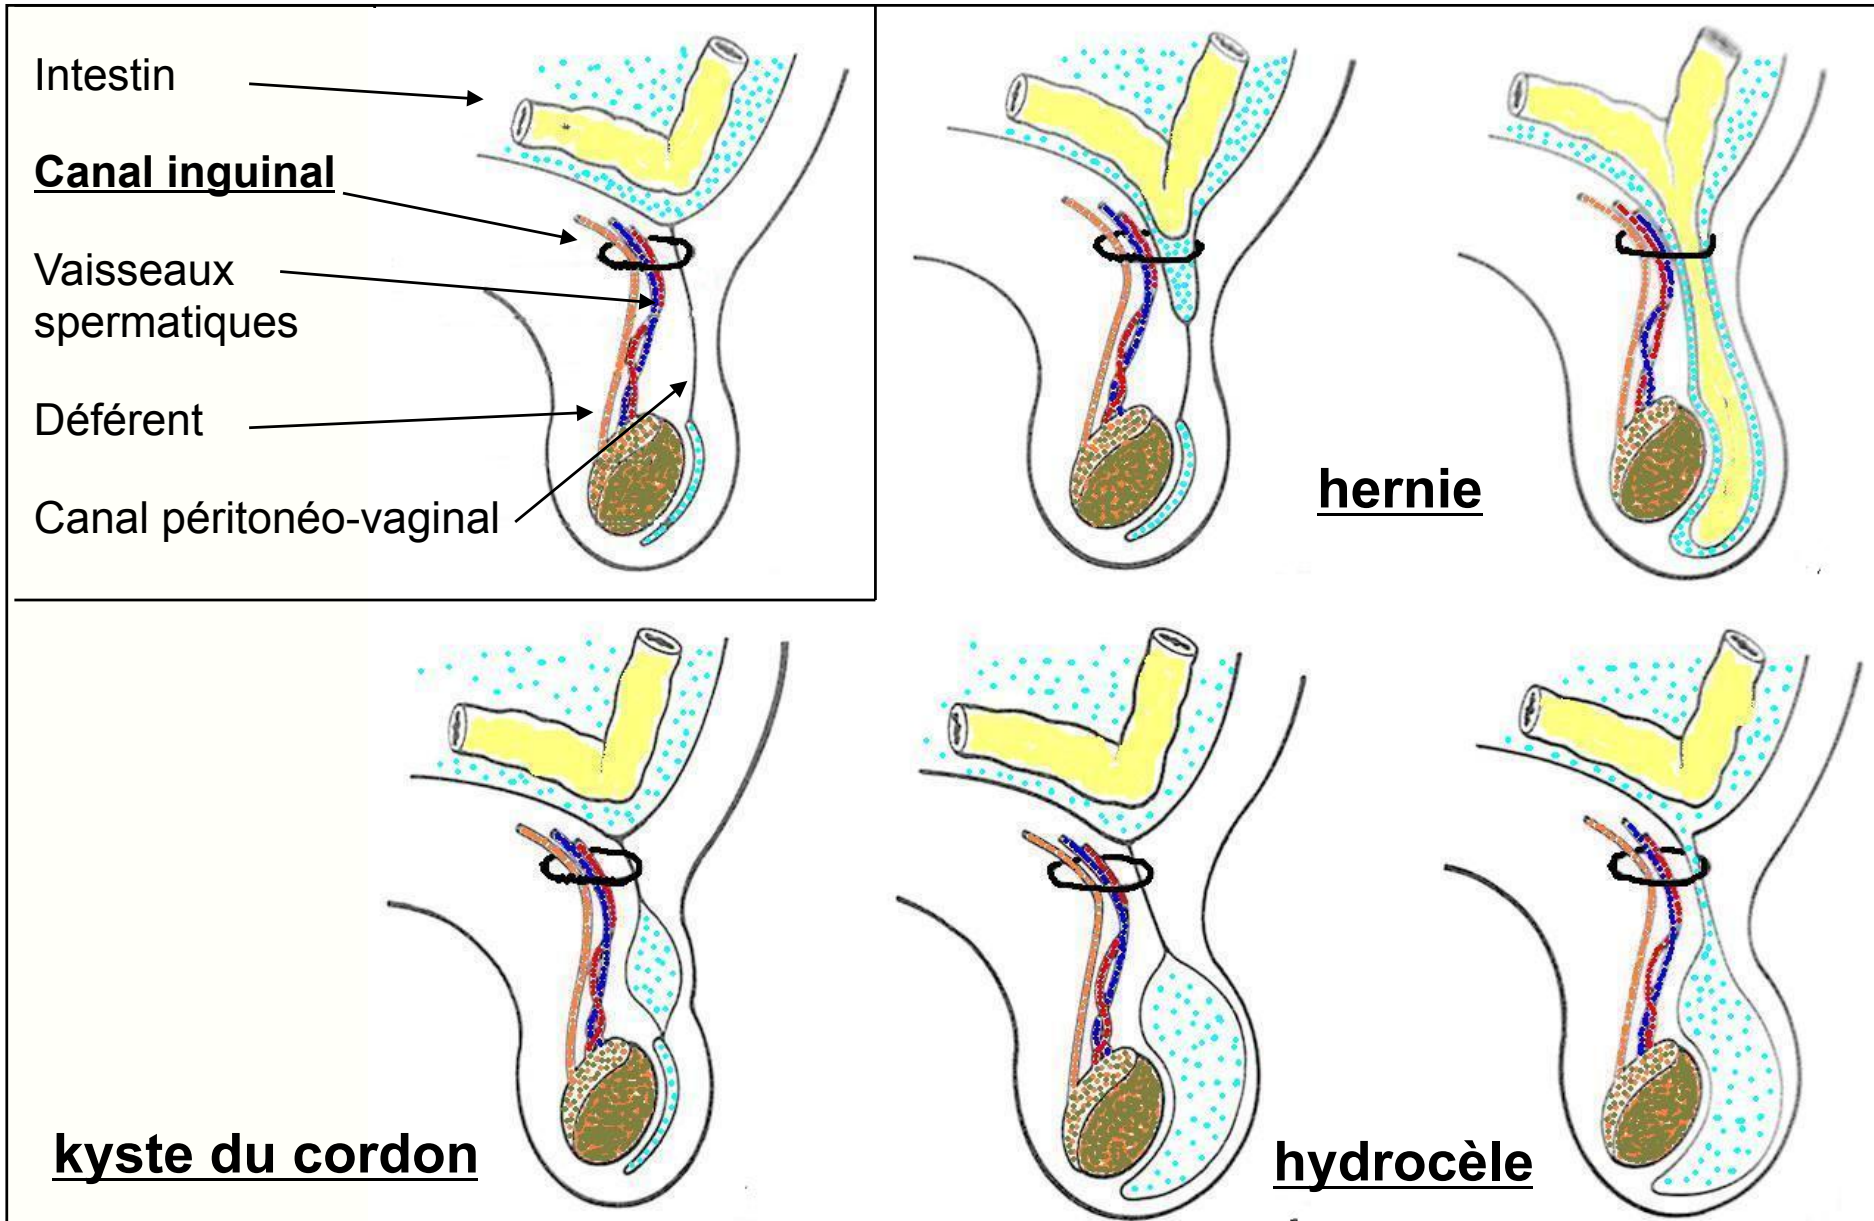 Intestin
Canal inguinal
Vaisseaux
spermatiques
Déférent
Canal péritonéo-vaginal
hernie
kyste du cordon
hydrocèle